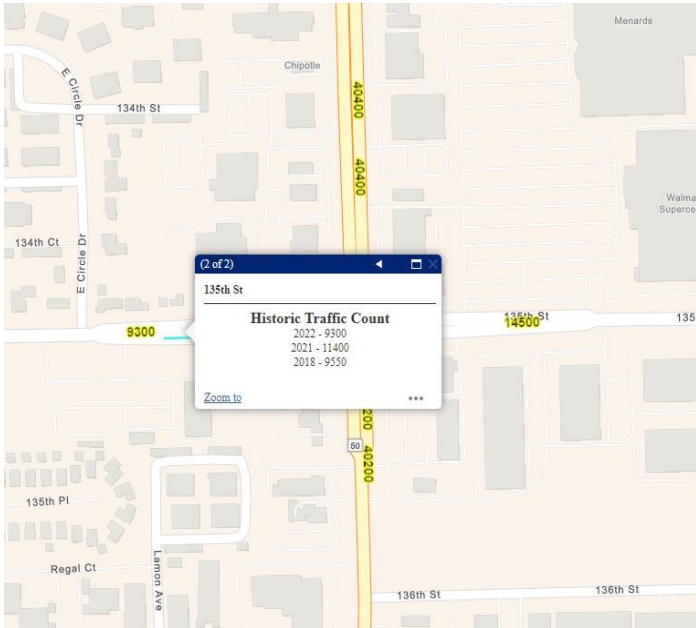 Menards
Chipotle
E Circle Dr
134th St
40400
40400
Walma
Superce
134th Ct
E Circle Dr
(2 of 2)
135th St
Historic Traffic Count
2022 - 9300
2021 - 11400
2018 - 9550
Zoom to
9300
135th St
14500
135
200
50
40200
135th Pl
Regal Ct
Lamon Ave
136th St
136th St